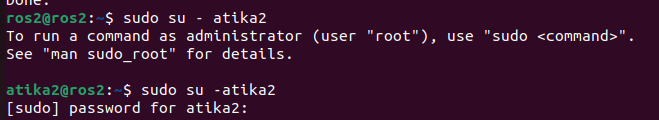 Done.
ros2@ros2:~$ sudo su - atika2
To run a command as administrator (user "root"), use "sudo <command>".
See "man sudo_root" for details.
atika2@ros2:~$ sudo su -atika2
[sudo] password for atika2: